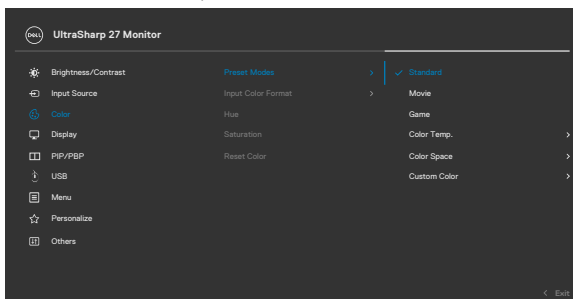 DELL UltraSharp 27 Monitor
Brightness/Contrast Preset Modes > ✓ Standard
Input Source Input Color Format > Movie
Color Hue Game
Display Saturation Color Temp. >
PIP/PBP Reset Color Color Space >
USB Custom Color >
Menu
Personalize
Others
< Exit